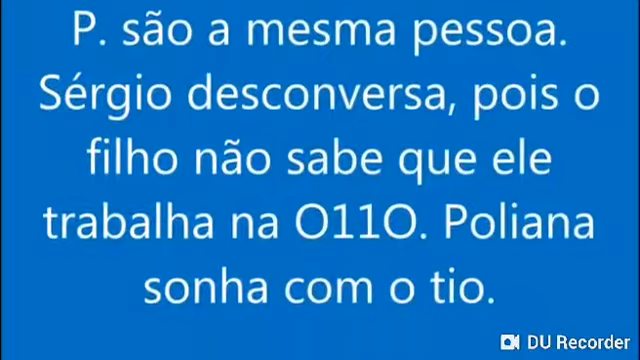 P. são a mesma pessoa.
Sérgio desconversa, pois o
filho não sabe que ele
trabalha na O11O. Poliana
sonha com o tio.
DU Recorder